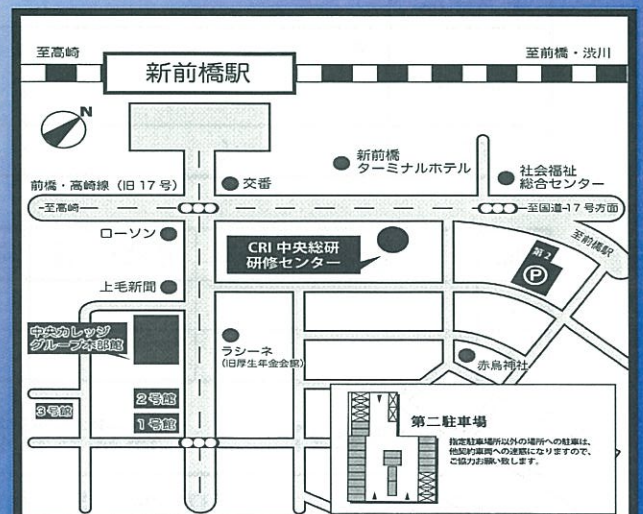 至高崎
新前橋駅
至前橋・渋川
N
新前橋
ターミナルホテル
社会福祉
総合センター
前橋・高崎線(旧17号)
交番
至高崎
至国道17号方面
ローソン
CRI 中央総研
研修センター
至前橋駅
第2
P
上毛新聞
中央カレッジ
グループ本部館
ラシーネ
(旧厚生年金会館)
赤鳥神社
2号館
3号館
1号館
第二駐車場
指定駐車場所以外の場所への駐車は、
他契約車両への迷惑になりますので、
ご協力お願い致します。